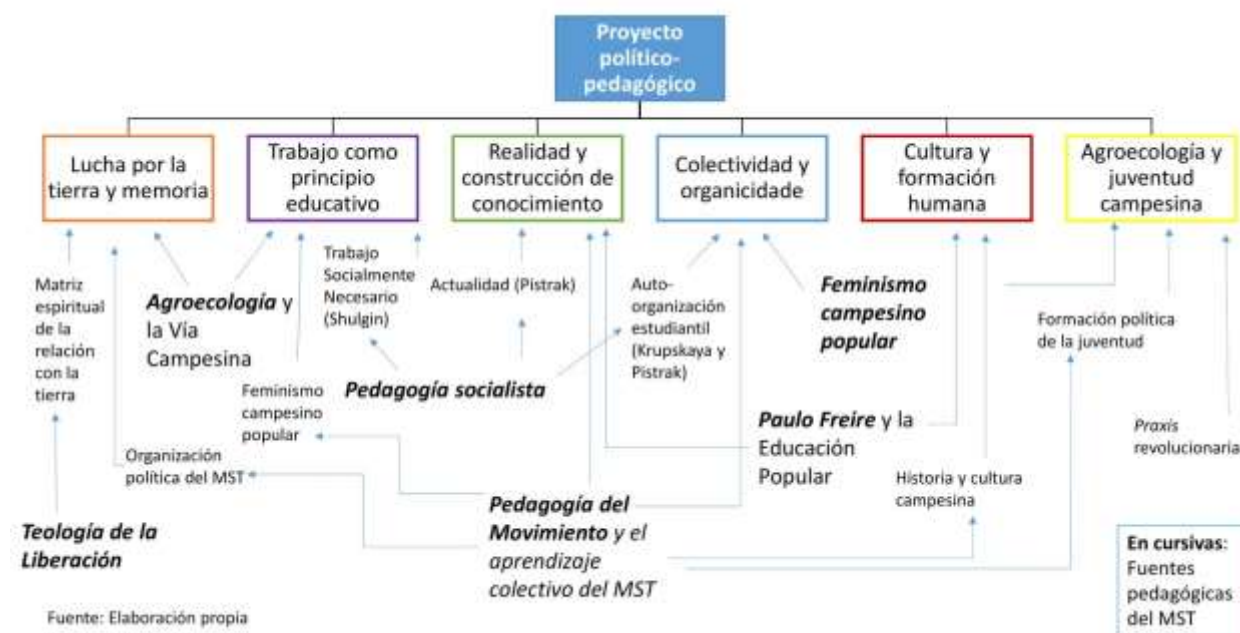 Proyecto
político-
pedagógico
Lucha por la
tierra y memoria
Trabajo como
principio
educativo
Realidad y
construcción de
conocimiento
Colectividad y
organicidade
Cultura y
formación
humana
Agroecología y
juventud
campesina
Matriz
espiritual
de la
relación
con la
tierra
Agroecología y
la Vía
Campesina
Trabajo
Socialmente
Necesario
(Shulgin)
Actualidad (Pistrak)
Auto-
organización
estudiantil
(Krupskaya y
Pistrak)
Feminismo
campesino
popular
Formación política
de la juventud
Pedagogía socialista
Feminismo
campesino
popular
Paulo Freire y la
Educación
Popular
Praxis
revolucionaria
Organización
política del MST
Historia y cultura
campesina
Teología de la
Liberación
Pedagogía del
Movimiento y el
aprendizaje
colectivo del MST
En cursivas:
Fuentes
pedagógicas
del MST
Fuente: Elaboración propia